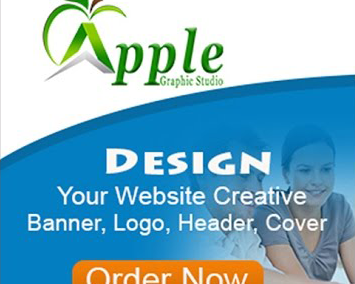 Apple
Graphic Studio
DESIGN
Your Website Creative
Banner, Logo, Header, Cover
Order Now